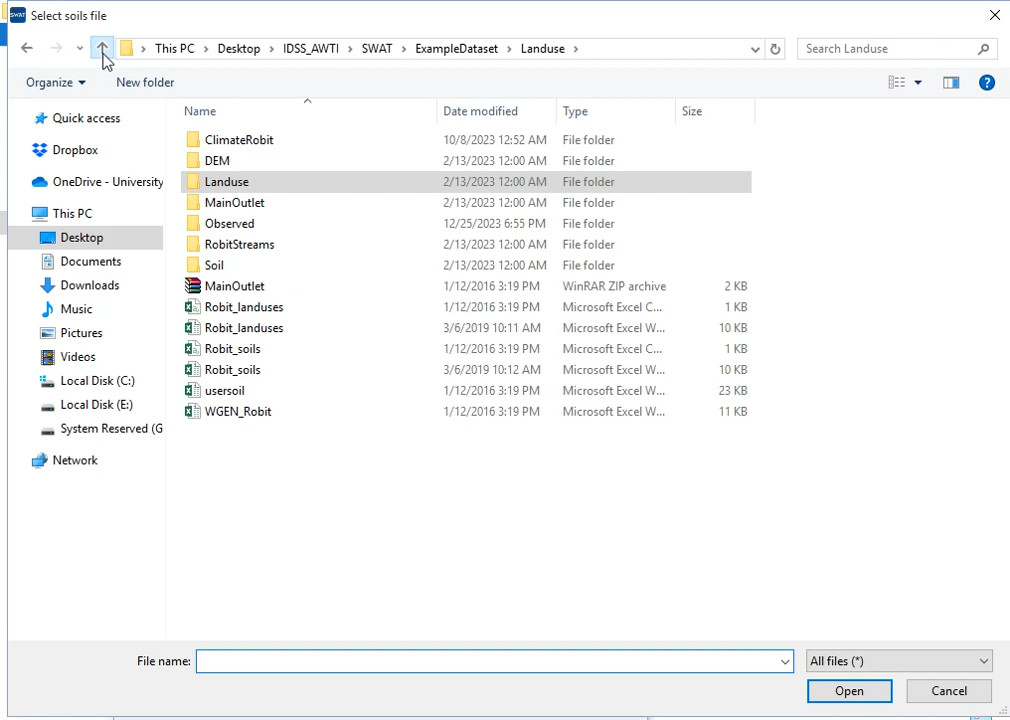 SWAT Select soils file
This PC Desktop IDSS_AWTI SWAT ExampleDataset Landuse Search Landuse
Organize New folder
Name Date modified Type Size
Quick access
Dropbox
OneDrive - University
This PC
Desktop
Documents
Downloads
Music
Pictures
Videos
Local Disk (C:)
Local Disk (E:)
System Reserved (G
Network
ClimateRobit 10/8/2023 12:52 AM File folder
DEM 2/13/2023 12:00 AM File folder
Landuse 2/13/2023 12:00 AM File folder
MainOutlet 2/13/2023 12:00 AM File folder
Observed 12/25/2023 6:55 PM File folder
RobitStreams 2/13/2023 12:00 AM File folder
Soil 2/13/2023 12:00 AM File folder
MainOutlet 1/12/2016 3:19 PM WinRAR ZIP archive 2 KB
Robit_landuses 1/12/2016 3:19 PM Microsoft Excel C... 1 KB
Robit_landuses 3/6/2019 10:11 AM Microsoft Excel W... 10 KB
Robit_soils 1/12/2016 3:19 PM Microsoft Excel C... 1 KB
Robit_soils 3/6/2019 10:12 AM Microsoft Excel W... 10 KB
usersoil 1/12/2016 3:19 PM Microsoft Excel W... 23 KB
WGEN_Robit 1/12/2016 3:19 PM Microsoft Excel W... 11 KB
File name: All files (*)
Open Cancel